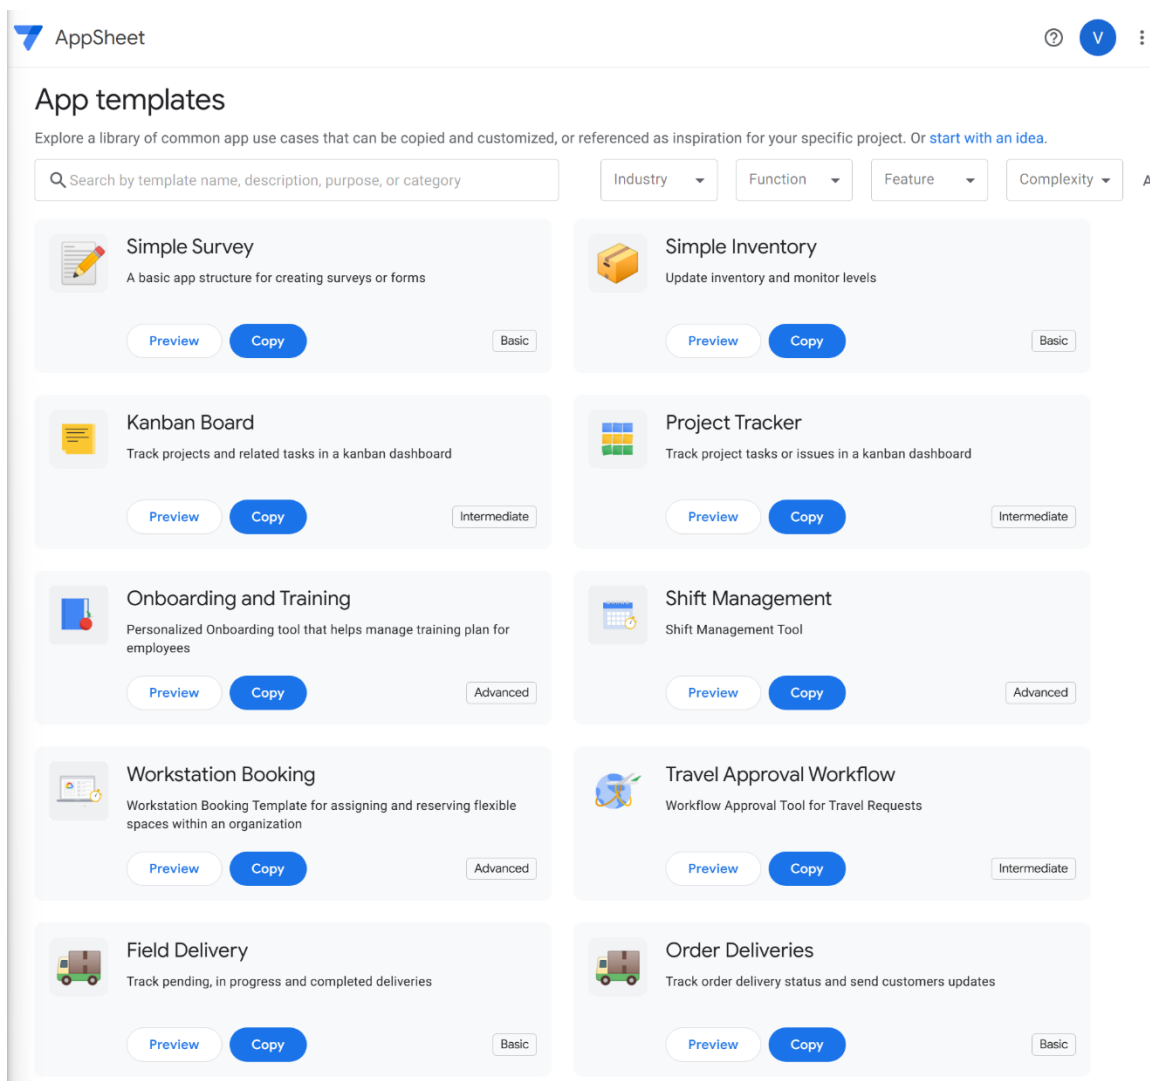 AppSheet
V
App templates
Explore a library of common app use cases that can be copied and customized, or referenced as inspiration for your specific project. Or start with an idea.
Search by template name, description, purpose, or category
Industry
Function
Feature
Complexity
A
Simple Survey
A basic app structure for creating surveys or forms
Preview Copy Basic
Simple Inventory
Update inventory and monitor levels
Preview Copy Basic
Kanban Board
Track projects and related tasks in a kanban dashboard
Preview Copy Intermediate
Project Tracker
Track project tasks or issues in a kanban dashboard
Preview Copy Intermediate
Onboarding and Training
Personalized Onboarding tool that helps manage training plan for
employees
Preview Copy Advanced
Shift Management
Shift Management Tool
Preview Copy Advanced
Workstation Booking
Workstation Booking Template for assigning and reserving flexible
spaces within an organization
Preview Copy Advanced
Travel Approval Workflow
Workflow Approval Tool for Travel Requests
Preview Copy Intermediate
Field Delivery
Track pending, in progress and completed deliveries
Preview Copy Basic
Order Deliveries
Track order delivery status and send customers updates
Preview Copy Basic